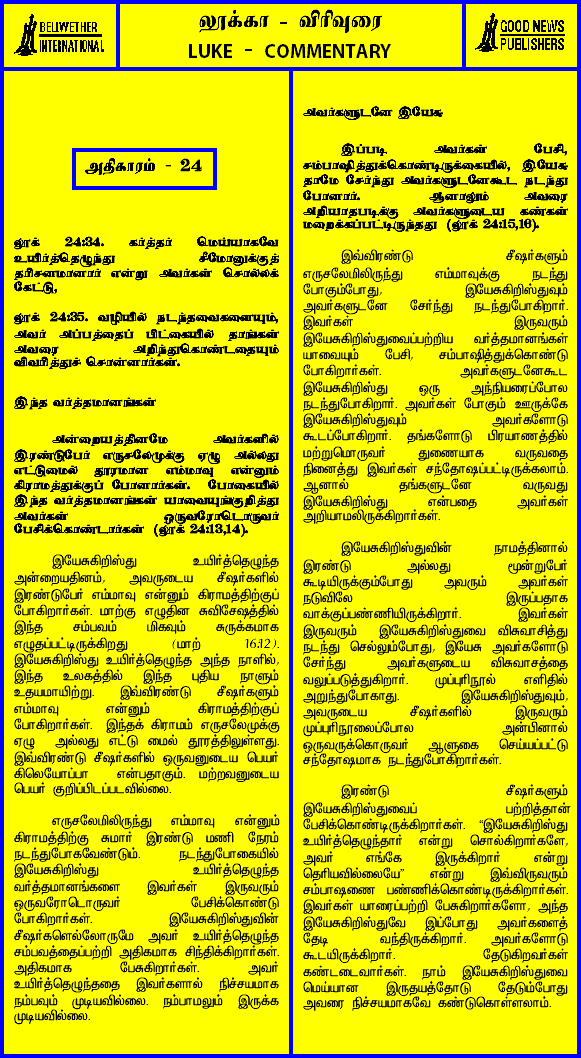 BELLWETHER
INTERNATIONAL
லூக்கா - விரிவுரை
LUKE - COMMENTARY
GOOD NEWS
PUBLISHERS
அதிகாரம் - 24
லூக் 24:34. கர்த்தர் மெய்யாகவே
உயிர்த்தெழுந்து சீமோனுக்குத்
தரிசனமானார் என்று அவர்கள் சொல்லக்
கேட்டு,
லூக் 24:35. வழியில் நடந்தவைகளையும்,
அவர் அப்பத்தைப் பிட்கையில் தாங்கள்
அவரை அறிந்துகொண்டதையும்
விவரித்துச் சொன்னார்கள்.
இந்த வர்த்தமானங்கள்
அன்றையத்தினமே அவர்களில்
இரண்டுபேர் எருசலேமுக்கு ஏழு அல்லது
எட்டுமைல் தூரமான எம்மாவு என்னும்
கிராமத்துக்குப் போனார்கள். போகையில்
இந்த வர்த்தமானங்கள் யாவையுங்குறித்து
அவர்கள் ஒருவரோடொருவர்
பேசிக்கொண்டார்கள் (லூக் 24:13,14).
இயேசுகிறிஸ்து உயிர்த்தெழுந்த
அன்றையதினம், அவருடைய சீஷர்களில்
இரண்டுபேர் எம்மாவு என்னும் கிராமத்திற்குப்
போகிறார்கள். மாற்கு எழுதின சுவிசேஷத்தில்
இந்த சம்பவம் மிகவும் சுருக்கமாக
எழுதப்பட்டிருக்கிறது (மாற் 16:12).
இயேசுகிறிஸ்து உயிர்த்தெழுந்த அந்த நாளில்,
இந்த உலகத்தில் இந்த புதிய நாளும்
உதயமாயிற்று. இவ்விரண்டு சீஷர்களும்
எம்மாவு என்னும் கிராமத்திற்குப்
போகிறார்கள். இந்தக் கிராமம் எருசலேமுக்கு
ஏழு அல்லது எட்டு மைல் தூரத்திலுள்ளது.
இவ்விரண்டு சீஷர்களில் ஒருவனுடைய பெயர்
கிலெயோப்பா என்பதாகும். மற்றவனுடைய
பெயர் குறிப்பிடப்படவில்லை.
எருசலேமிலிருந்து எம்மாவு என்னும்
கிராமத்திற்கு சுமார் இரண்டு மணி நேரம்
நடந்துபோகவேண்டும். நடந்துபோகையில்
இயேசுகிறிஸ்து உயிர்த்தெழுந்த
வர்த்தமானங்களை இவர்கள் இருவரும்
ஒருவரோடொருவர் பேசிக்கொண்டு
போகிறார்கள். இயேசுகிறிஸ்துவின்
சீஷர்களெல்லோருமே அவர் உயிர்த்தெழுந்த
சம்பவத்தைப்பற்றி அதிகமாக சிந்திக்கிறார்கள்.
அதிகமாக பேசுகிறார்கள். அவர்
உயிர்த்தெழுந்ததை இவர்களால் நிச்சயமாக
நம்பவும் முடியவில்லை. நம்பாமலும் இருக்க
முடியவில்லை.
அவர்களுடனே இயேசு
இப்படி அவர்கள் பேசி,
சம்பாஷித்துக்கொண்டிருக்கையில், இயேசு
தாமே சேர்ந்து அவர்களுடனேகூட நடந்து
போனார். ஆனாலும் அவரை
அறியாதபடிக்கு அவர்களுடைய கண்கள்
மறைக்கப்பட்டிருந்தது (லூக் 24:15,16).
இவ்விரண்டு சீஷர்களும்
எருசலேமிலிருந்து எம்மாவுக்கு நடந்து
போகும்போது, இயேசுகிறிஸ்துவும்
அவர்களுடனே சேர்ந்து நடந்துபோகிறார்.
இவர்கள் இருவரும்
இயேசுகிறிஸ்துவைப்பற்றிய வர்த்தமானங்கள்
யாவையும் பேசி, சம்பாஷித்துக்கொண்டு
போகிறார்கள். அவர்களுடனேகூட
இயேசுகிறிஸ்து ஒரு அந்நியரைப்போல
நடந்துபோகிறார். அவர்கள் போகும் ஊருக்கே
இயேசுகிறிஸ்துவும் அவர்களோடு
கூடப்போகிறார். தங்களோடு பிரயாணத்தில்
மற்றுமொருவர் துணையாக வருவதை
நினைத்து இவர்கள் சந்தோஷப்பட்டிருக்கலாம்.
ஆனால் தங்களுடனே வருவது
இயேசுகிறிஸ்து என்பதை அவர்கள்
அறியாமலிருக்கிறார்கள்.
இயேசுகிறிஸ்துவின் நாமத்தினால்
இரண்டு அல்லது மூன்றுபேர்
கூடியிருக்கும்போது அவரும் அவர்கள்
நடுவிலே இருப்பதாக
வாக்குப்பண்ணியிருக்கிறார். இவர்கள்
இருவரும் இயேசுகிறிஸ்துவை விசுவாசித்து
நடந்து செல்லும்போது, இயேசு அவர்களோடு
சேர்ந்து அவர்களுடைய விசுவாசத்தை
வலுப்படுத்துகிறார். முப்புரிநூல் எளிதில்
அறுந்துபோகாது. இயேசுகிறிஸ்துவும்,
அவருடைய சீஷர்களில் இருவரும்
முப்புரிநூலைப்போல அன்பினால்
ஒருவருக்கொருவர் ஆளுகை செய்யப்பட்டு
சந்தோஷமாக நடந்துபோகிறார்கள்.
இரண்டு சீஷர்களும்
இயேசுகிறிஸ்துவைப் பற்றித்தான்
பேசிக்கொண்டிருக்கிறார்கள். “இயேசுகிறிஸ்து
உயிர்த்தெழுந்தார் என்று சொல்கிறார்களே,
அவர் எங்கே இருக்கிறார் என்று
தெரியவில்லையே” என்று இவ்விருவரும்
சம்பாஷணை பண்ணிக்கொண்டிருக்கிறார்கள்.
இவர்கள் யாரைப்பற்றி பேசுகிறார்களோ, அந்த
இயேசுகிறிஸ்துவே இப்போது அவர்களைத்
தேடி வந்திருக்கிறார். அவர்களோடு
கூடயிருக்கிறார். தேடுகிறவர்கள்
கண்டடைவார்கள். நாம் இயேசுகிறிஸ்துவை
மெய்யான இருதயத்தோடு தேடும்போது
அவரை நிச்சயமாகவே கண்டுகொள்ளலாம்.